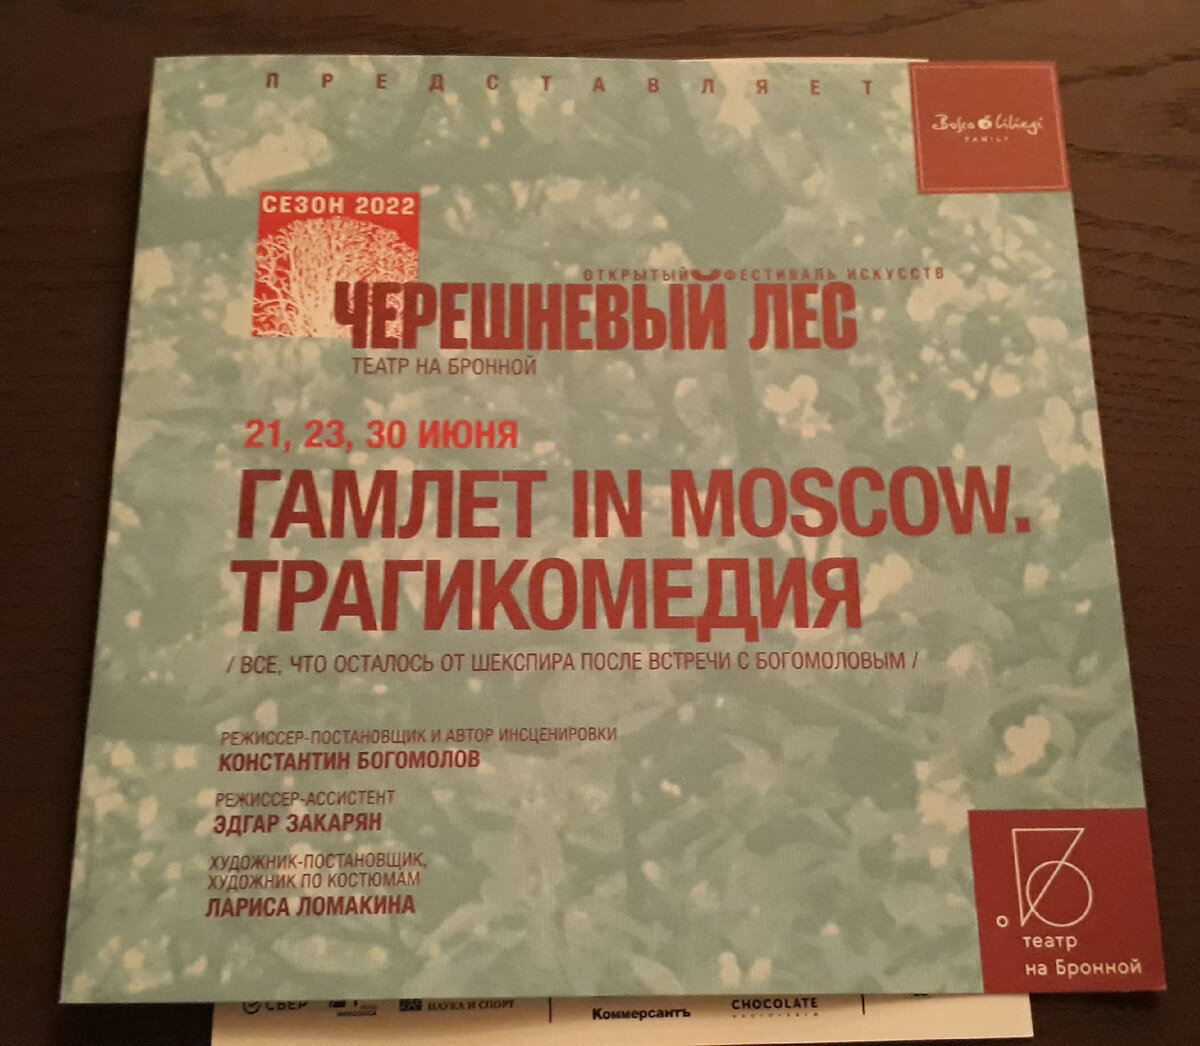 ПРЕДСТАВЛЯЕТ
Bosco di Ciliegi
FAMILY
СЕЗОН 2022
ОТКРЫТЫЙ ФЕСТИВАЛЬ ИСКУССТВ
ЧЕРЕШНЕВЫЙ ЛЕС
ТЕАТР НА БРОННОЙ
21, 23, 30 ИЮНЯ
ГАМЛЕТ IN MOSCOW.
ТРАГИКОМЕДИЯ
/ ВСЕ, ЧТО ОСТАЛОСЬ ОТ ШЕКСПИРА ПОСЛЕ ВСТРЕЧИ С БОГОМОЛОВЫМ /
РЕЖИССЕР-ПОСТАНОВЩИК И АВТОР ИНСЦЕНИРОВКИ
КОНСТАНТИН БОГОМОЛОВ
РЕЖИССЕР-АССИСТЕНТ
ЭДГАР ЗАКАРЯН
ХУДОЖНИК-ПОСТАНОВЩИК,
ХУДОЖНИК ПО КОСТЮМАМ
ЛАРИСА ЛОМАКИНА
театр
на Бронной
СБЕР
НАУКА И СПОРТ
Коммерсантъ
CHOCOLATE